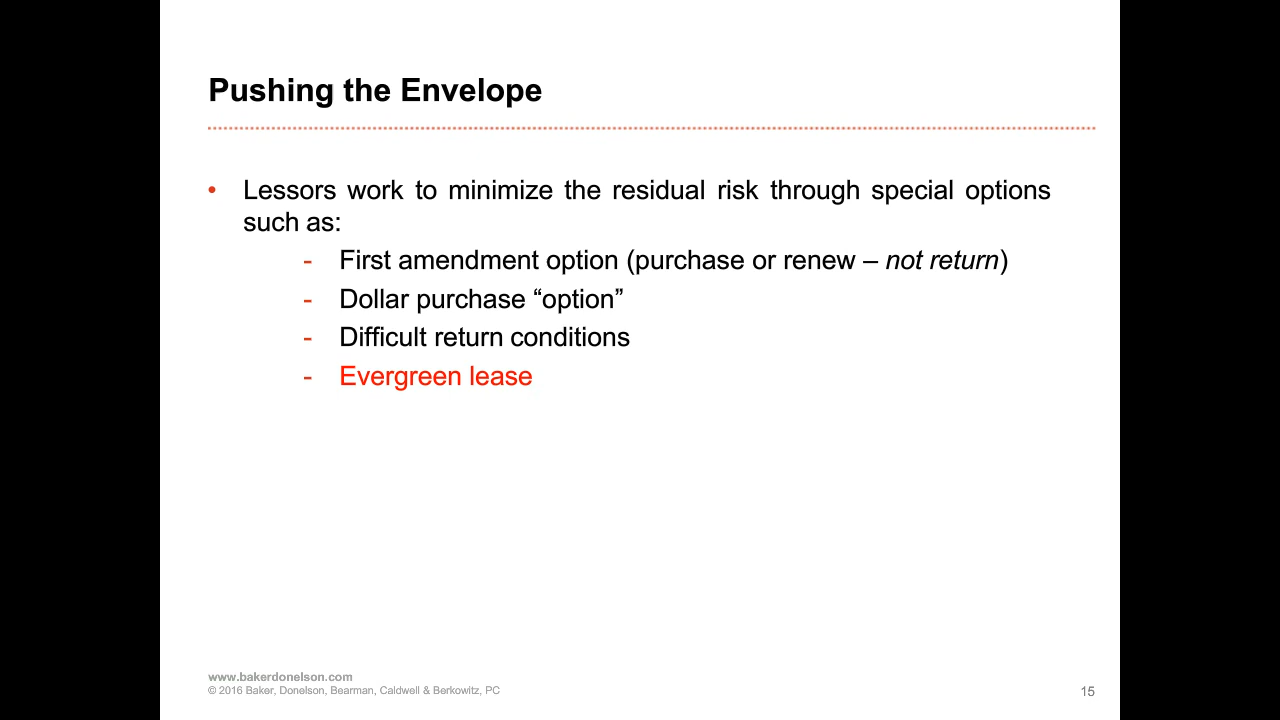 Pushing the Envelope
• Lessors work to minimize the residual risk through special options
such as:
- First amendment option (purchase or renew – not return)
- Dollar purchase “option”
- Difficult return conditions
- Evergreen lease
www.bakerdonelson.com
© 2016 Baker, Donelson, Bearman, Caldwell & Berkowitz, PC
15